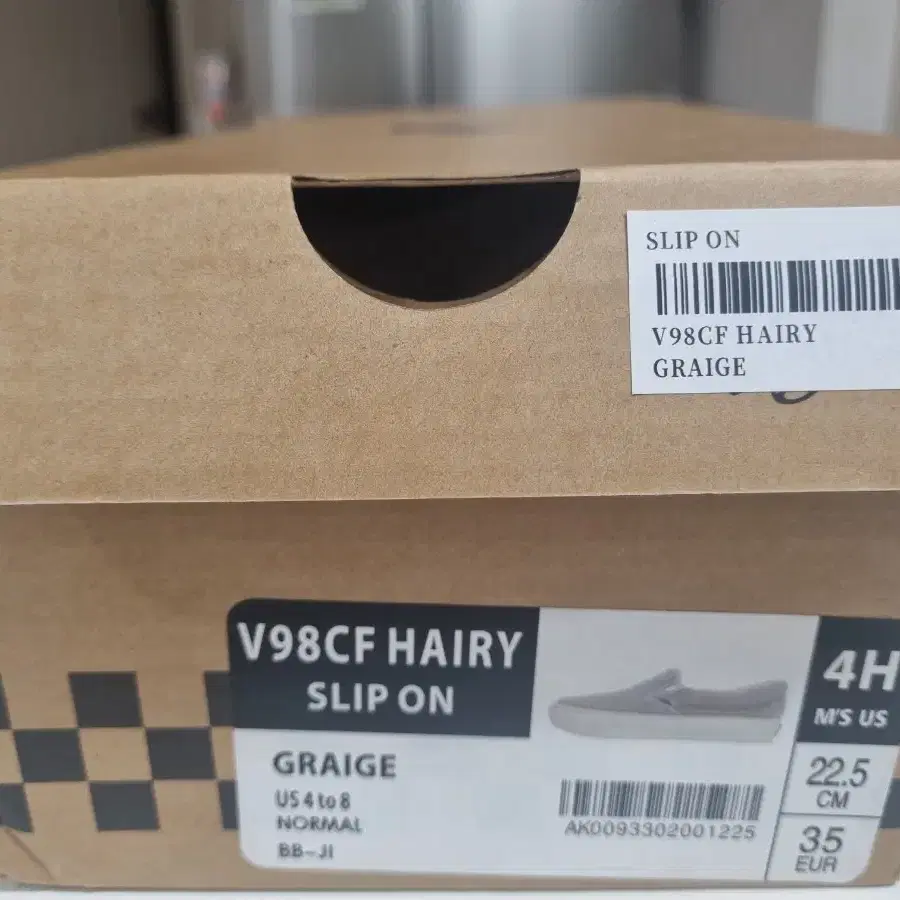 SLIP ON
V98CF HAIRY
GRAIGE
V98CF HAIRY
SLIP ON
GRAIGE
US 4 to 8
NORMAL
BB-JI
AK0093302001225
4H
M'S US
22.5
CM
35
EUR